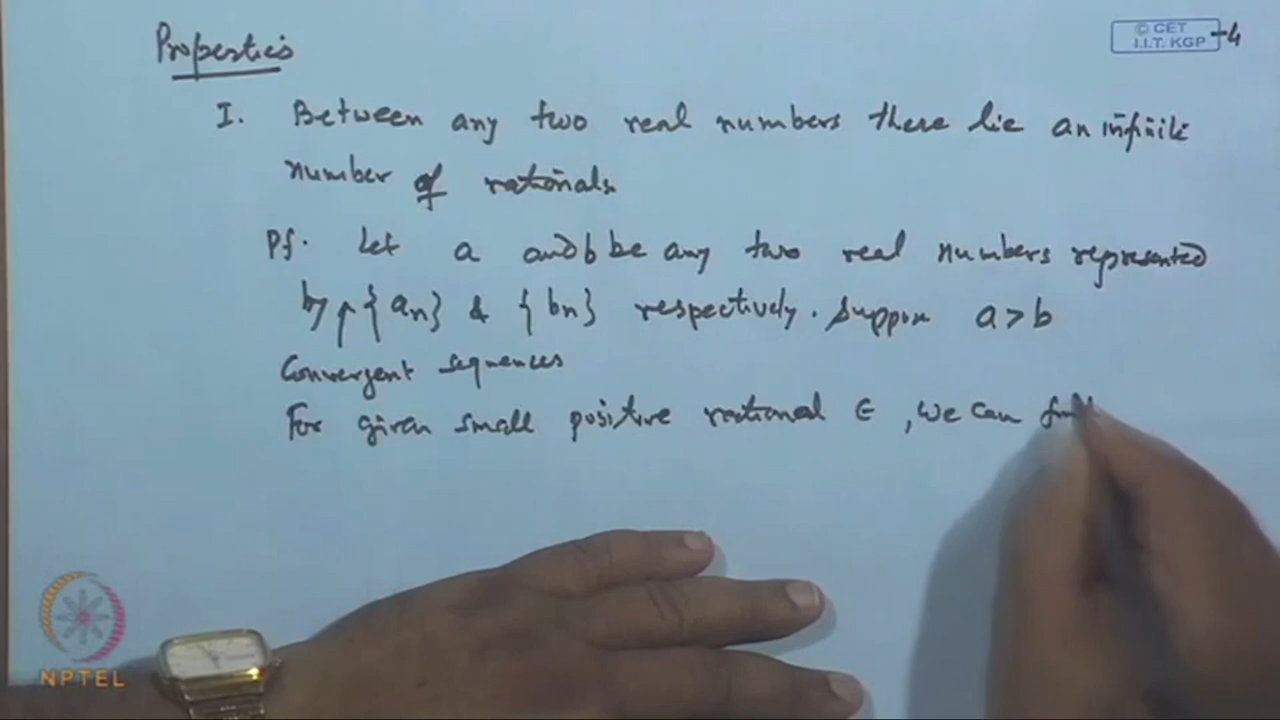 Properties
© CET
I.I.T. KGP
-4
I. Between any two real numbers there lie an infinite
number of rationals.
Pf. Let a and b be any two real numbers represented
by {an} & {bn} respectively. Suppose a > b
Convergent sequences
For given small positive rational ∈, we can
NPTEL